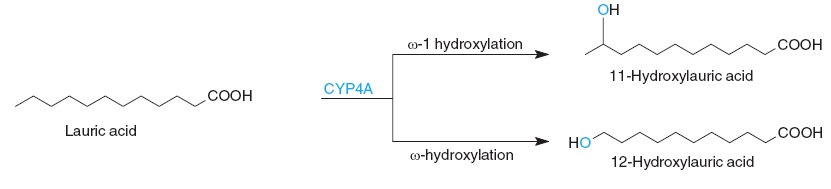 COOH
Lauric acid
CYP4A
ω-1 hydroxylation
ω-hydroxylation
OH
COOH
11-Hydroxylauric acid
HO
COOH
12-Hydroxylauric acid